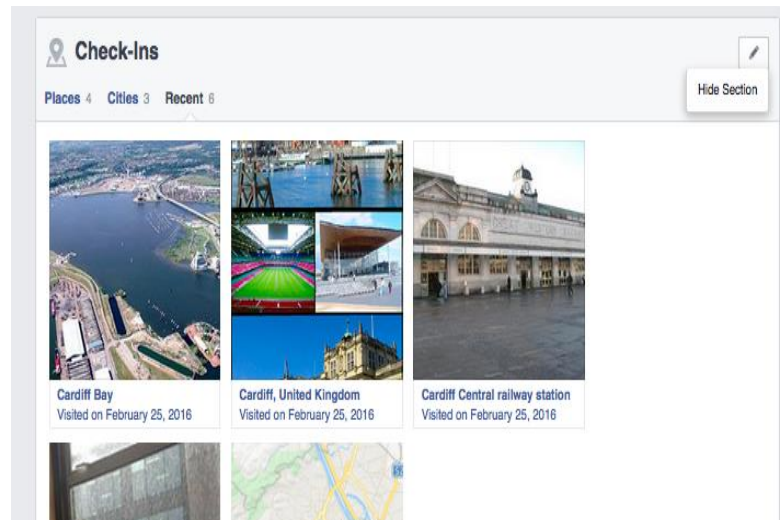 Check-Ins
Hide Section
Places 4 Cities 3 Recent 6
Cardiff Bay
Visited on February 25, 2016
Cardiff, United Kingdom
Visited on February 25, 2016
Cardiff Central railway station
Visited on February 25, 2016